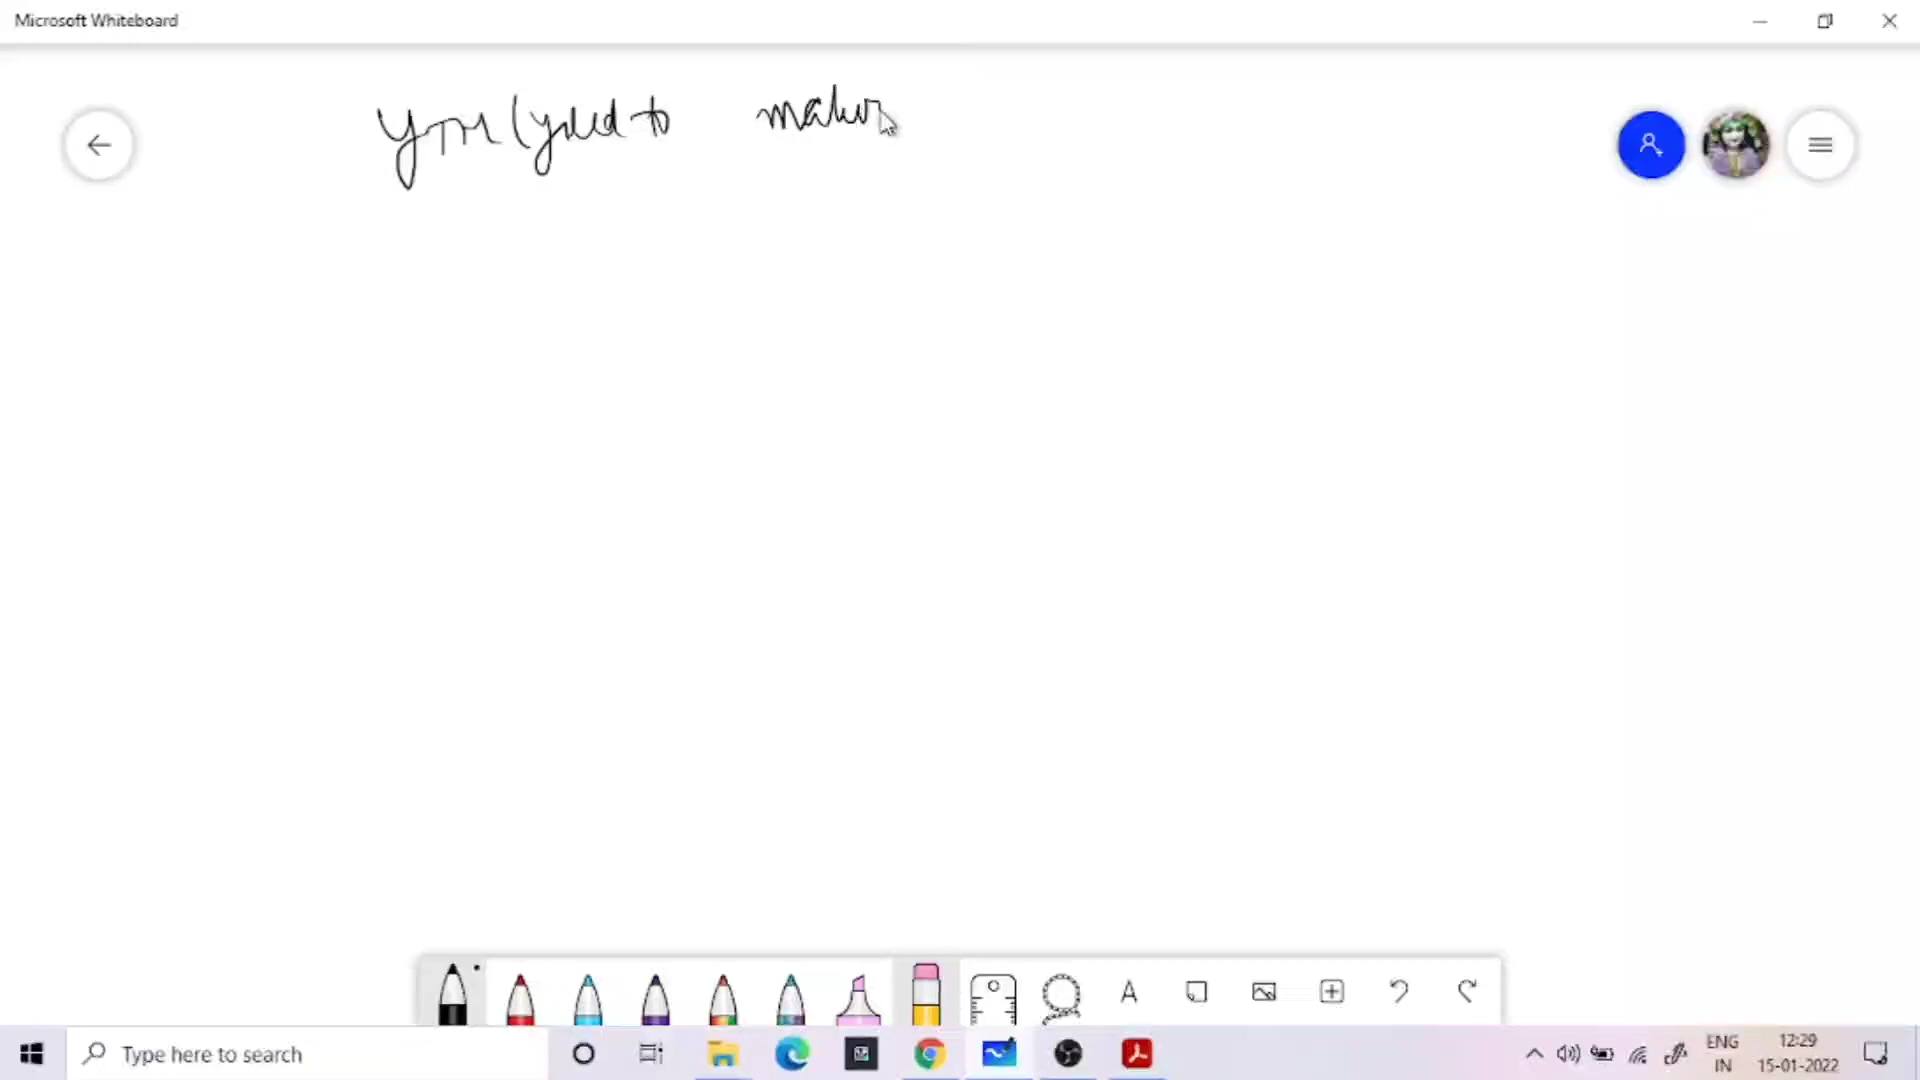 Microsoft Whiteboard
YTM (yield to
A
Type here to search
ENG
12:29
IN
15-01-2022